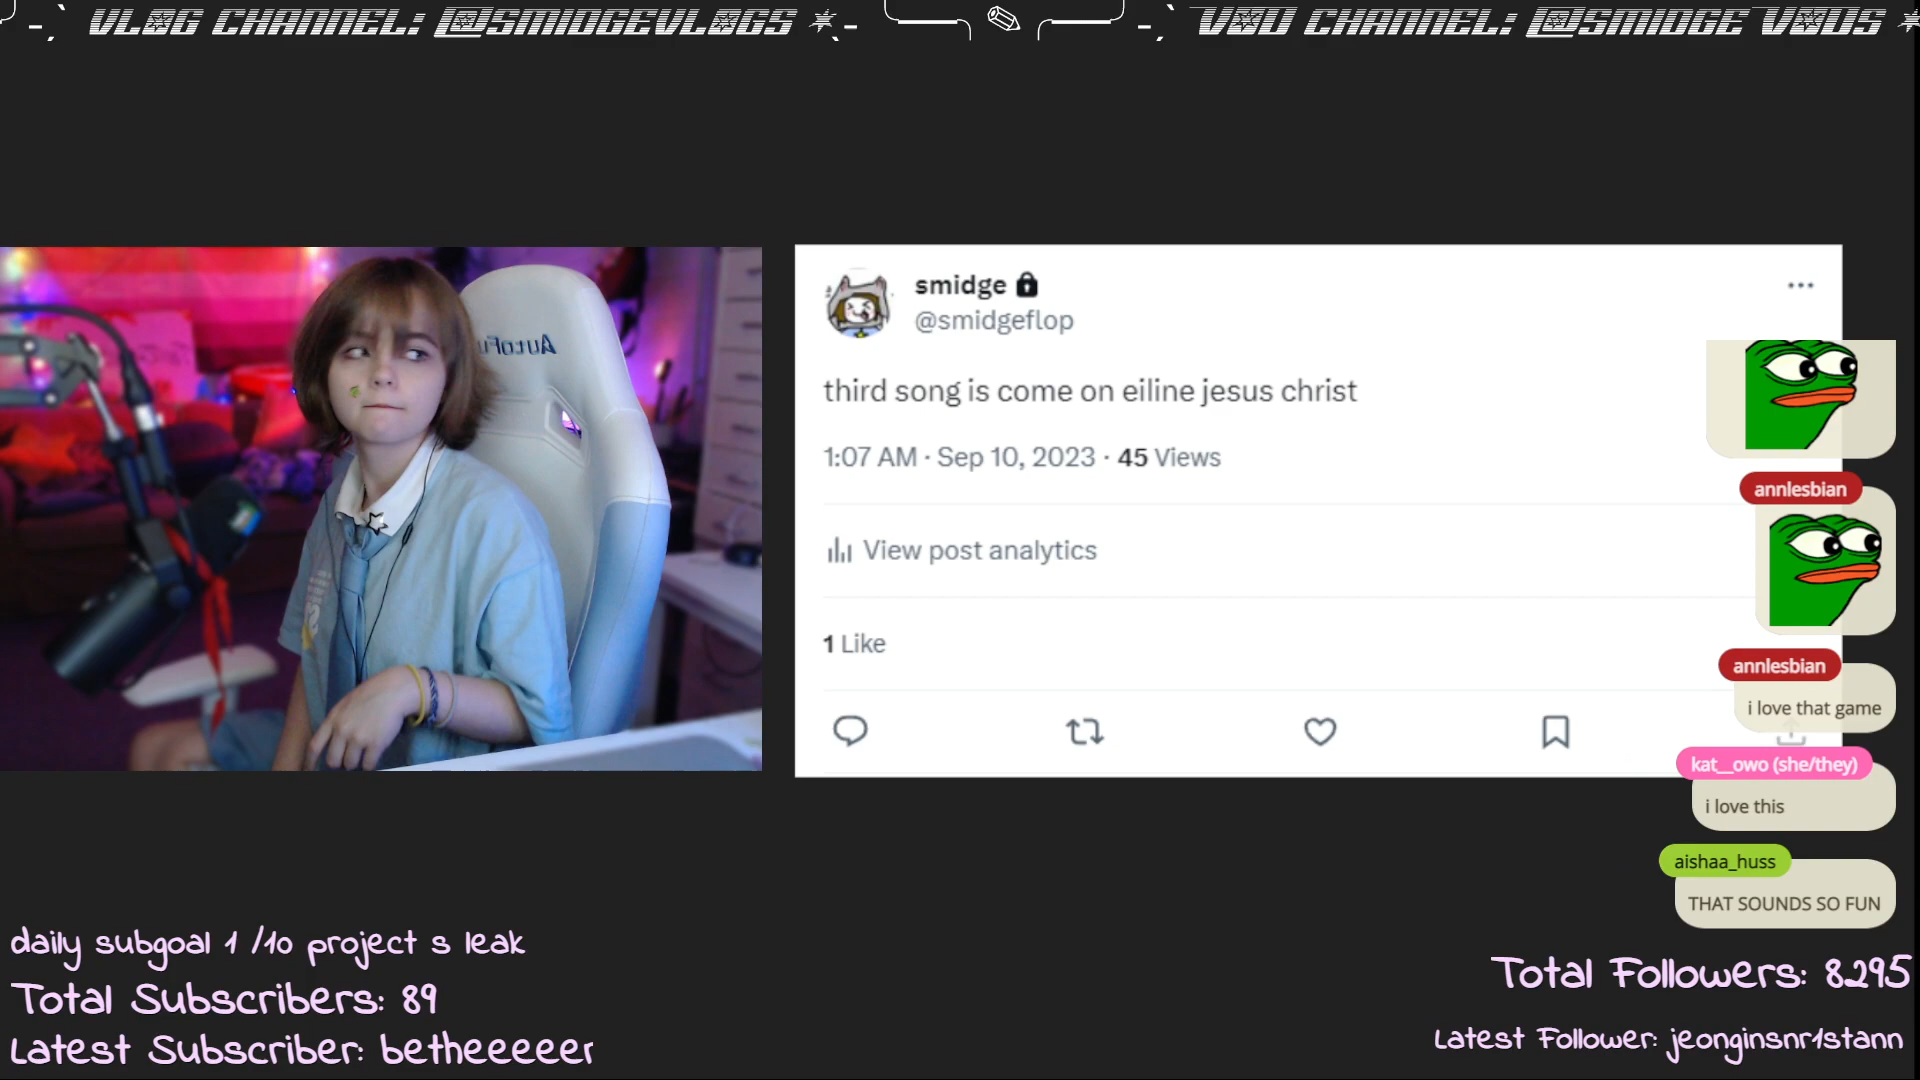 VLOG CHANNEL: @SMIDGEVLOGS
VOD CHANNEL: @SMIDGE VODS
AutoFu
smidge
@smidgeflop
third song is come on eiline jesus christ
1:07 AM · Sep 10, 2023 · 45 Views
View post analytics
1 Like
annlesbian
annlesbian
i love that game
kat__owo (she/they)
i love this
aishaa_huss
THAT SOUNDS SO FUN
daily subgoal 1 /10 project s leak
Total Subscribers: 89
Latest Subscriber: betheeeeer
Total Followers: 8295
Latest Follower: jeonginsnr1stann